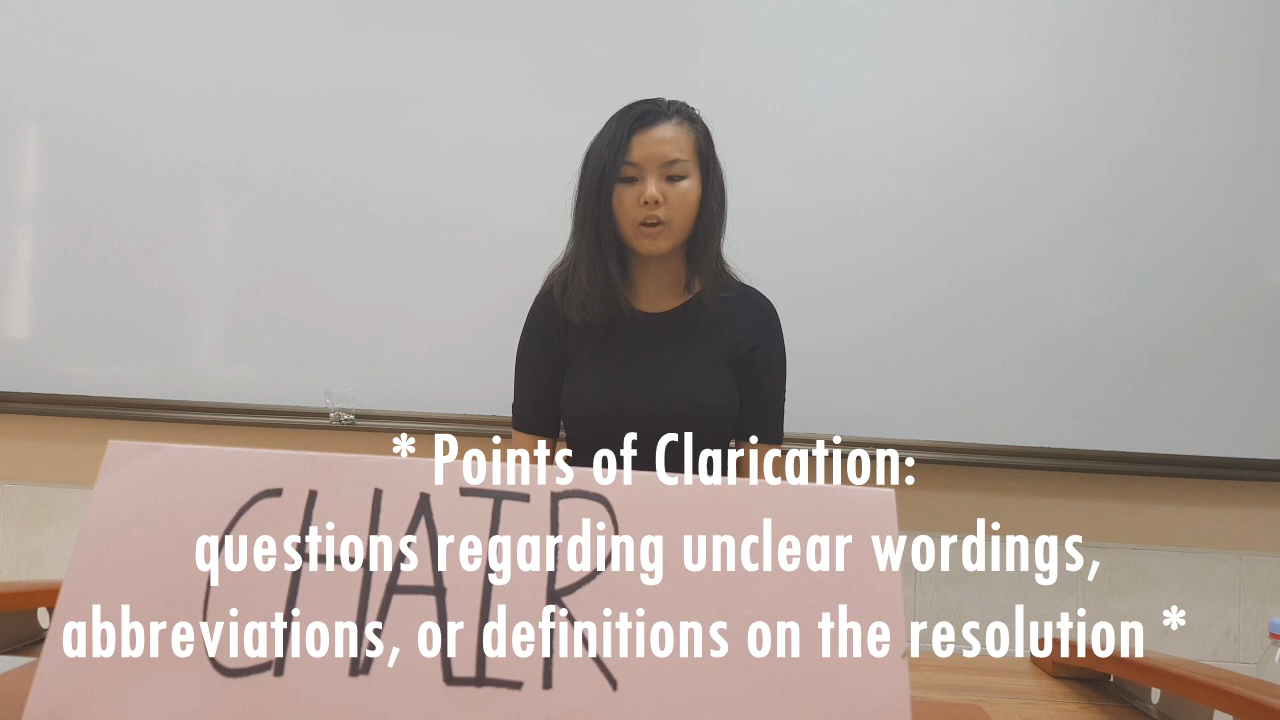 * Points of Clarication:
questions regarding unclear wordings,
abbreviations, or definitions on the resolution *
CHAIR